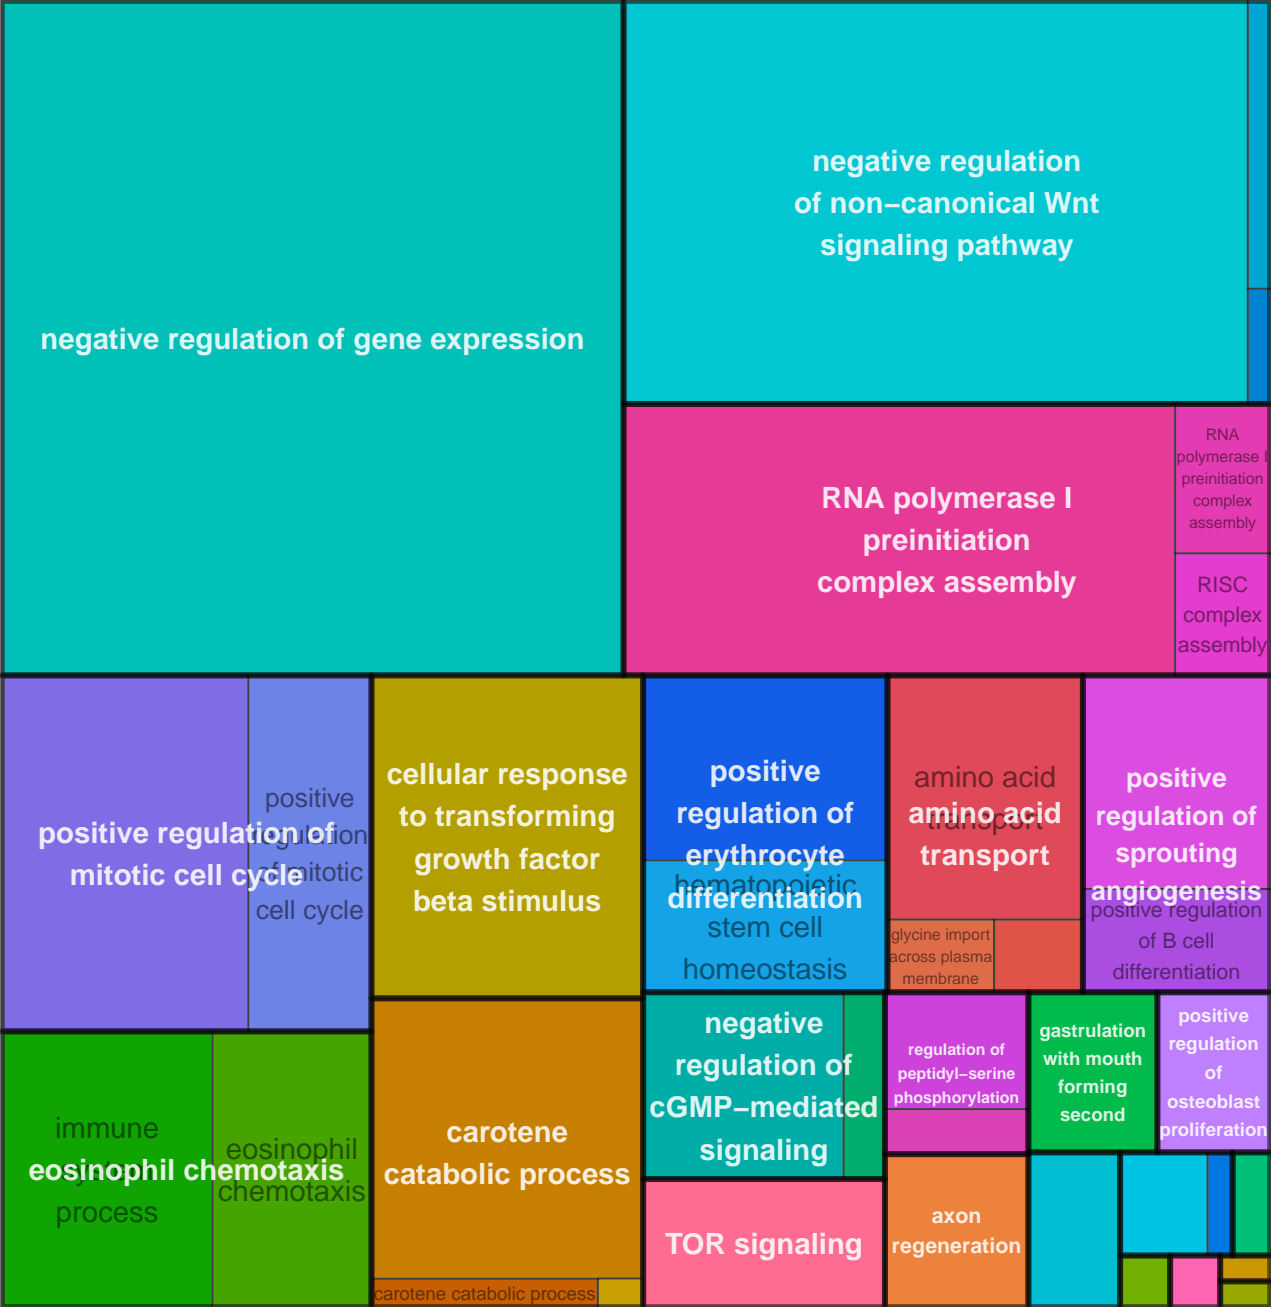 negative regulation of gene expression
negative regulation
of non−canonical Wnt
signaling pathway
RNA polymerase I
preinitiation
complex assembly
RNA
polymerase I
preinitiation
complex
assembly
RISC
complex
assembly
positive regulation of
mitotic cell cycle
positive
regulation
of mitotic
cell cycle
cellular response
to transforming
growth factor
beta stimulus
positive
regulation of
erythrocyte
differentiation
hematopoietic
stem cell
homeostasis
amino acid
transport
amino acid
transport
glycine import
across plasma
membrane
positive
regulation of
sprouting
angiogenesis
positive regulation
of B cell
differentiation
immune
system
process
eosinophil chemotaxis
eosinophil
chemotaxis
carotene
catabolic process
carotene catabolic process
negative
regulation of
cGMP−mediated
signaling
TOR signaling
regulation of
peptidyl−serine
phosphorylation
axon
regeneration
gastrulation
with mouth
forming
second
positive
regulation
of
osteoblast
proliferation